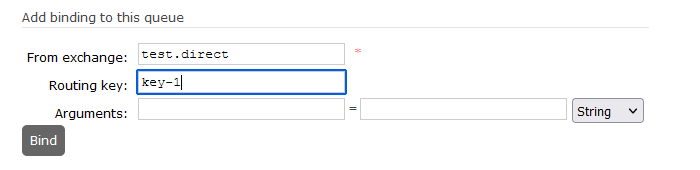 Add binding to this queue
From exchange: test.direct *
Routing key: key-1
Arguments: = String
Bind